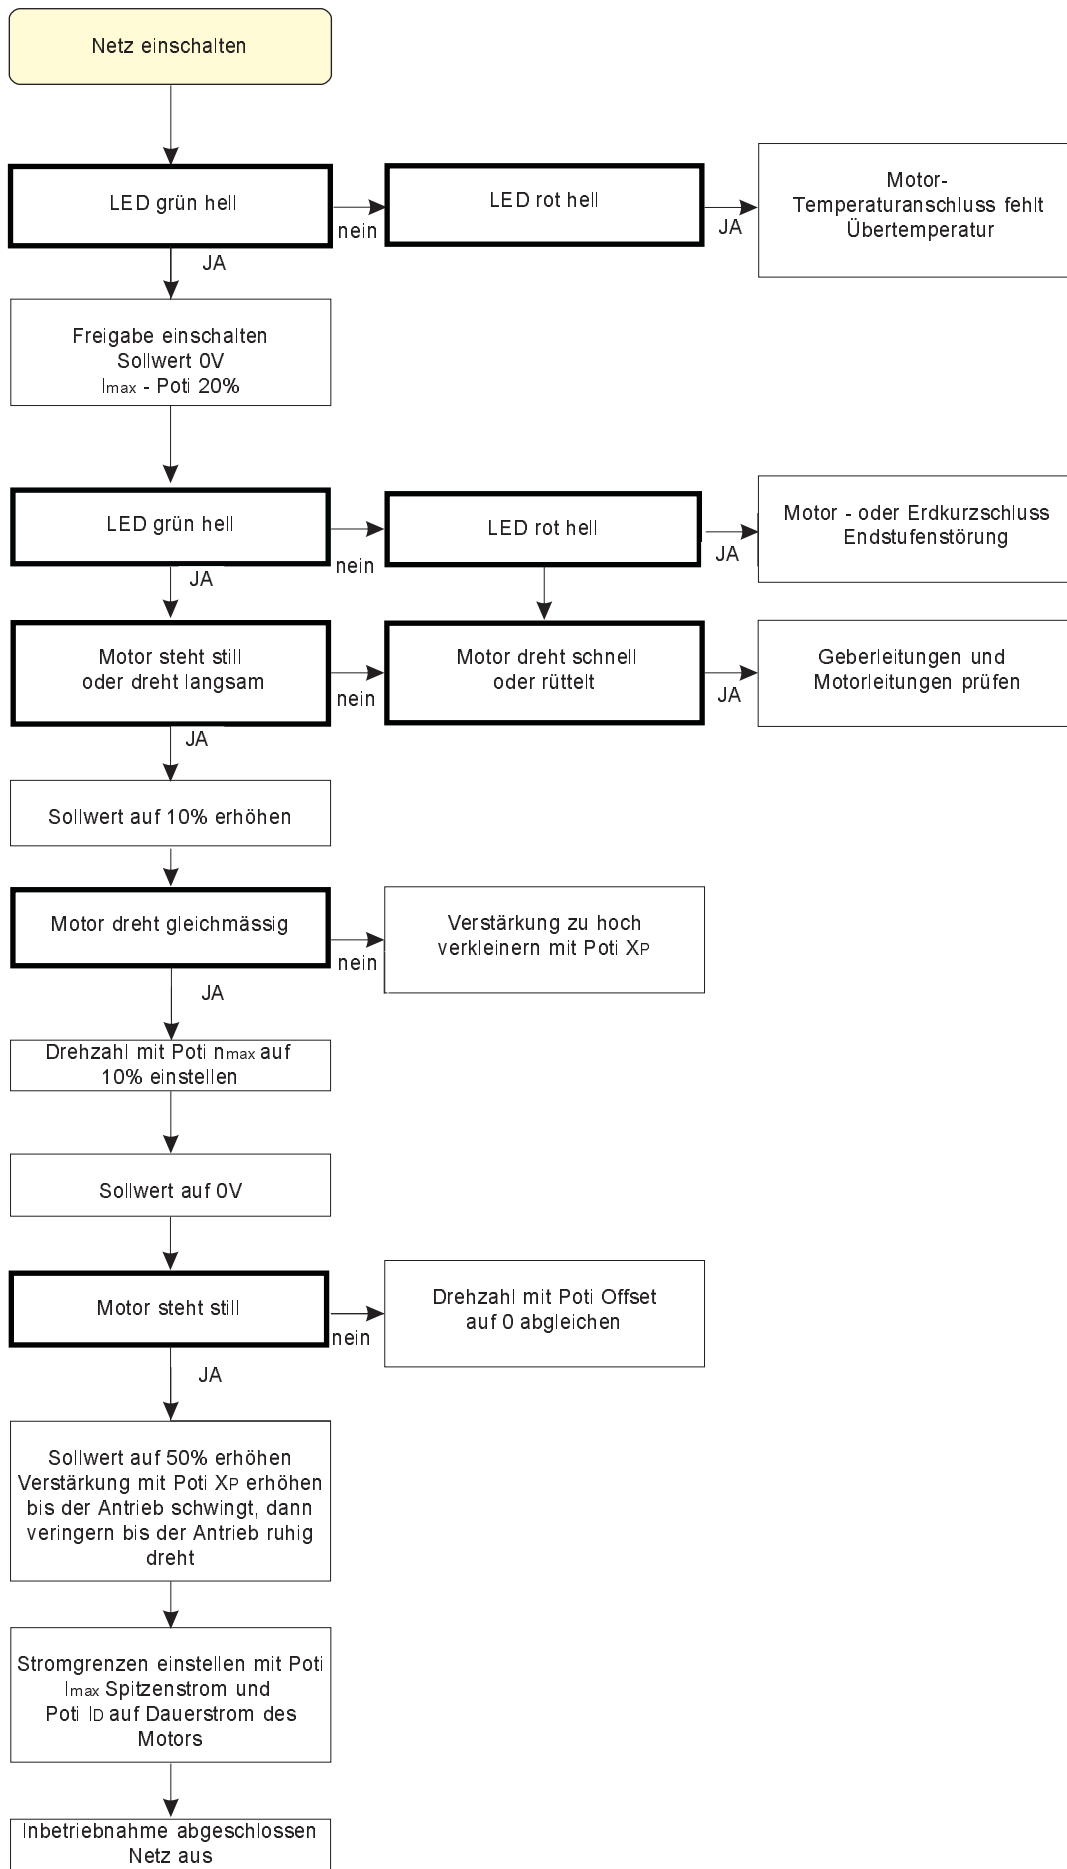 Netz einschalten
LED grün hell
nein
LED rot hell
JA
Motor-
Temperaturanschluss fehlt
Übertemperatur
JA
Freigabe einschalten
Sollwert 0V
Imax - Poti 20%
LED grün hell
nein
LED rot hell
JA
Motor - oder Erdkurzschluss
Endstufenstörung
JA
Motor steht still
oder dreht langsam
nein
Motor dreht schnell
oder rüttelt
JA
Geberleitungen und
Motorleitungen prüfen
JA
Sollwert auf 10% erhöhen
Motor dreht gleichmässig
nein
Verstärkung zu hoch
verkleinern mit Poti XP
JA
Drehzahl mit Poti nmax auf
10% einstellen
Sollwert auf 0V
Motor steht still
nein
Drehzahl mit Poti Offset
auf 0 abgleichen
JA
Sollwert auf 50% erhöhen
Verstärkung mit Poti XP erhöhen
bis der Antrieb schwingt, dann
veringern bis der Antrieb ruhig
dreht
Stromgrenzen einstellen mit Poti
Imax Spitzenstrom und
Poti ID auf Dauerstrom des
Motors
Inbetriebnahme abgeschlossen
Netz aus